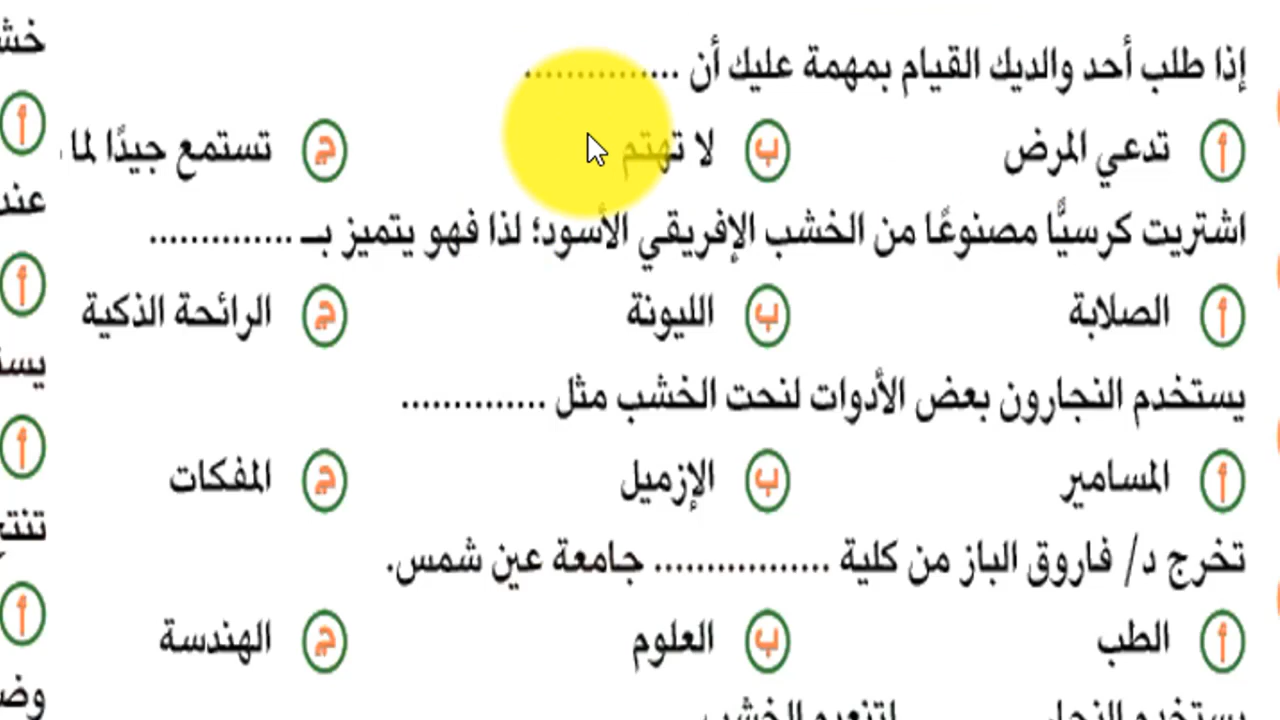 إذا طلب أحد والديك القيام بمهمة عليك أن ...............
أ تدعي المرض ب لا تهتم ج تستمع جيدًا لما
اشتريت كرسيًّا مصنوعًا من الخشب الإفريقي الأسود؛ لذا فهو يتميز بـ ..............
أ الصلابة ب الليونة ج الرائحة الذكية
يستخدم النجارون بعض الأدوات لنحت الخشب مثل ..............
أ المسامير ب الإزميل ج المفكات
تخرج د/ فاروق الباز من كلية ................. جامعة عين شمس.
أ الطب ب العلوم ج الهندسة
أ
أ
أ
أ